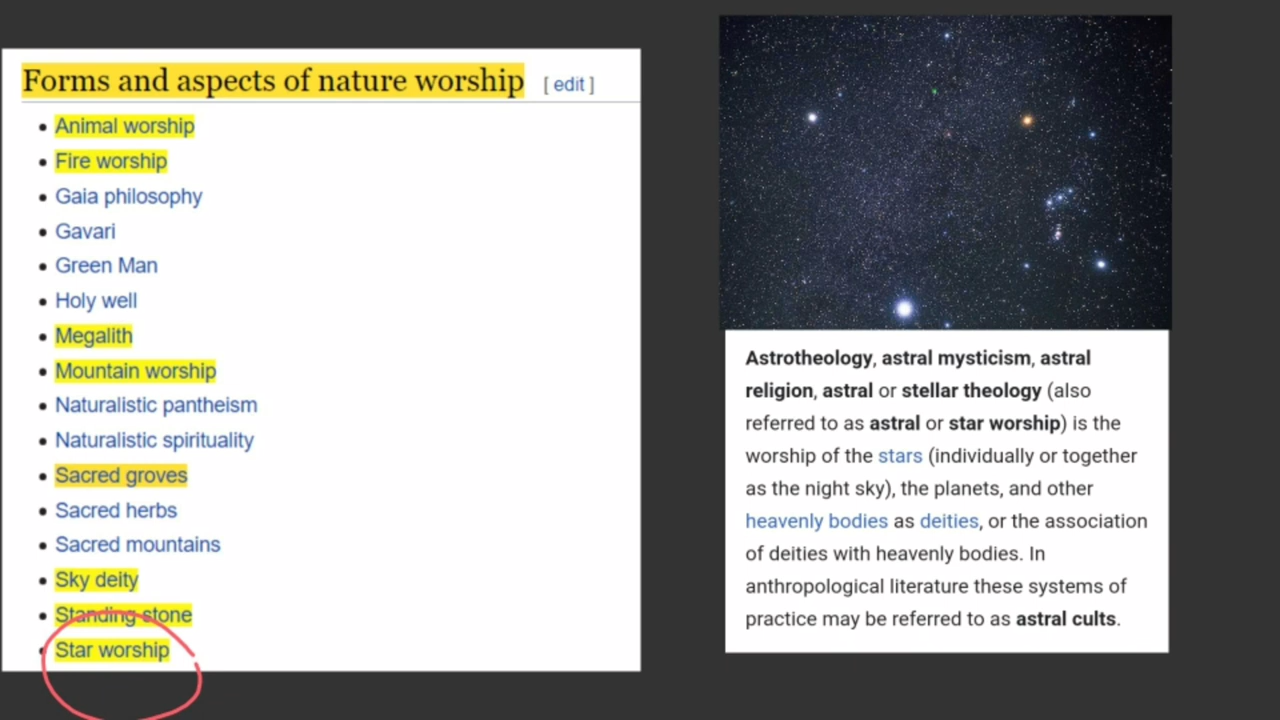 Forms and aspects of nature worship [ edit ]
Animal worship
Fire worship
Gaia philosophy
Gavari
Green Man
Holy well
Megalith
Mountain worship
Naturalistic pantheism
Naturalistic spirituality
Sacred groves
Sacred herbs
Sacred mountains
Sky deity
Standing stone
Star worship
Astrotheology, astral mysticism, astral
religion, astral or stellar theology (also
referred to as astral or star worship) is the
worship of the stars (individually or together
as the night sky), the planets, and other
heavenly bodies as deities, or the association
of deities with heavenly bodies. In
anthropological literature these systems of
practice may be referred to as astral cults.